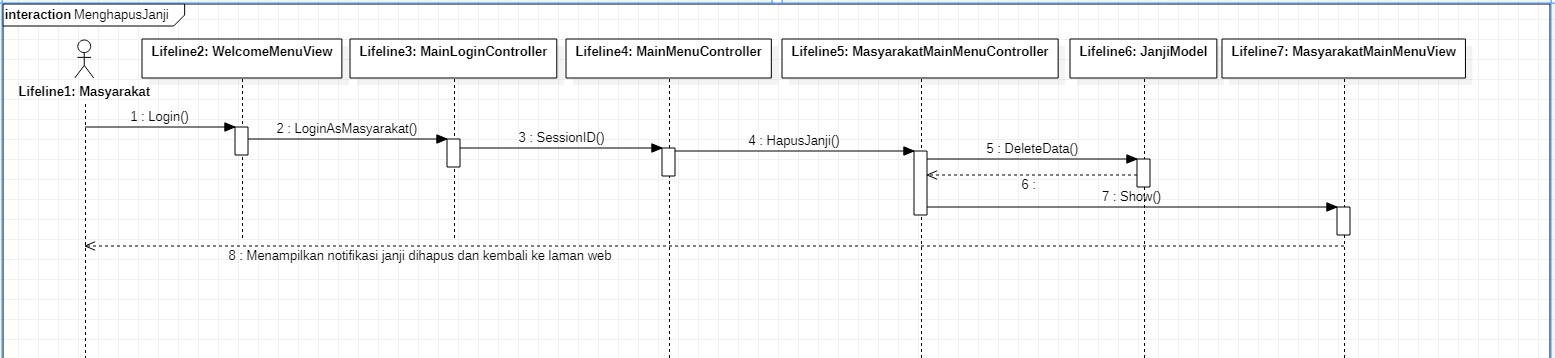 interaction MenghapusJanji
Lifeline1: Masyarakat
Lifeline2: WelcomeMenuView
Lifeline3: MainLoginController
Lifeline4: MainMenuController
Lifeline5: MasyarakatMainMenuController
Lifeline6: JanjiModel
Lifeline7: MasyarakatMainMenuView
1 : Login()
2 : LoginAsMasyarakat()
3 : SessionID()
4 : HapusJanji()
5 : DeleteData()
6 :
7 : Show()
8 : Menampilkan notifikasi janji dihapus dan kembali ke laman web